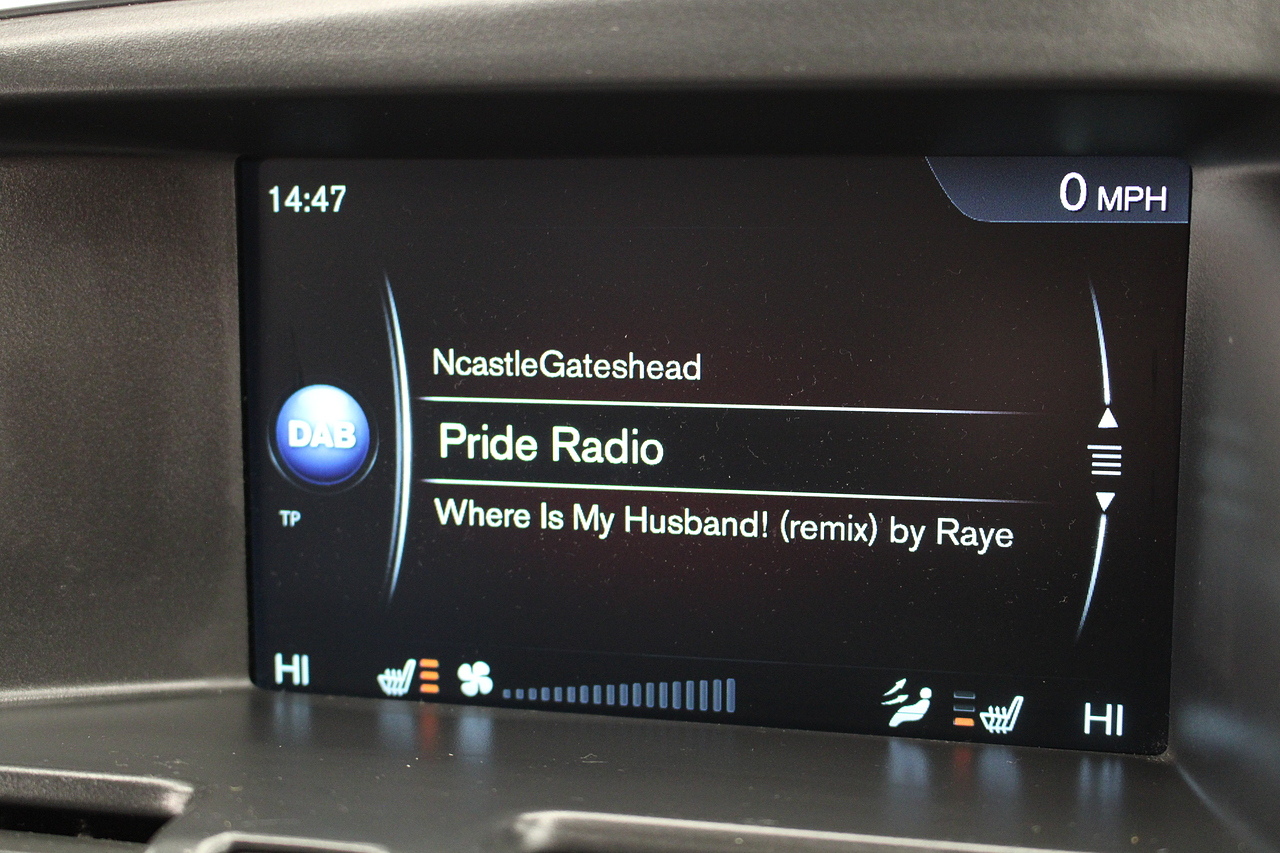 14:47
0 MPH
NcastleGateshead
DAB
Pride Radio
TP
Where Is My Husband! (remix) by Raye
HI
HI